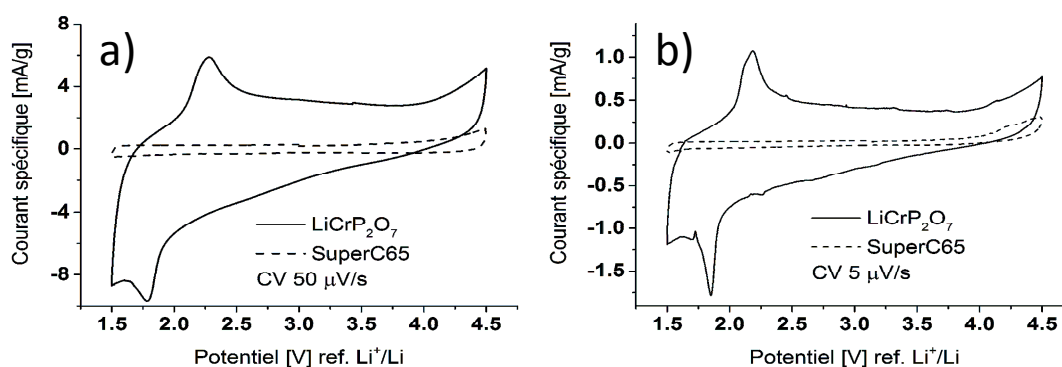 a)
Courant spécifique [mA/g]
8
4
0
-4
-8
LiCrP₂O₇
SuperC65
CV 50 μV/s
1.5 2.0 2.5 3.0 3.5 4.0 4.5
Potentiel [V] ref. Li⁺/Li
b)
Courant spécifique [mA/g]
1.0
0.5
0.0
-0.5
-1.0
-1.5
LiCrP₂O₇
SuperC65
CV 5 μV/s
1.5 2.0 2.5 3.0 3.5 4.0 4.5
Potentiel [V] ref. Li⁺/Li